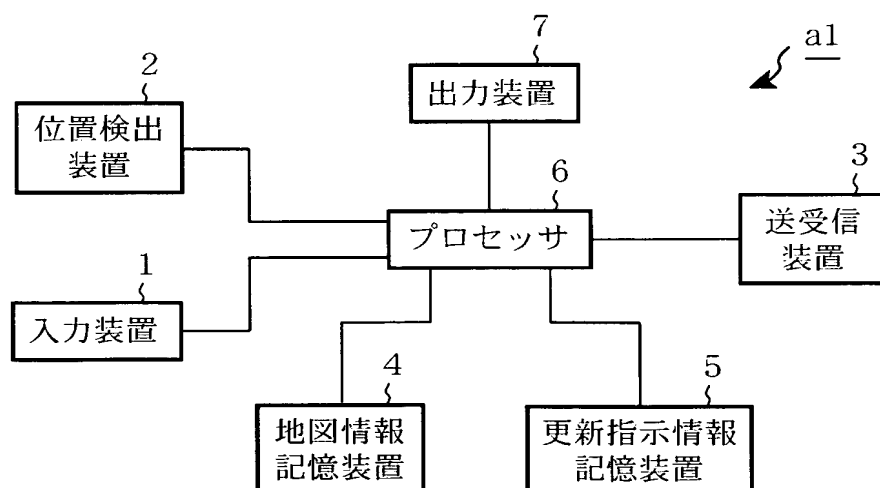 a1
7
出力装置
2
位置検出
装置
6
プロセッサ
3
送受信
装置
1
入力装置
4
地図情報
記憶装置
5
更新指示情報
記憶装置